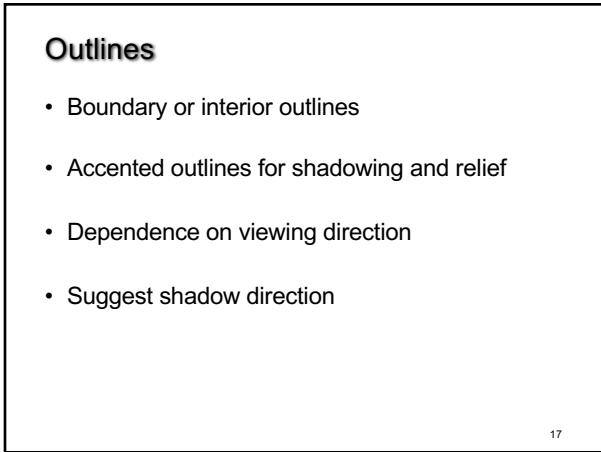 Outlines
• Boundary or interior outlines
• Accented outlines for shadowing and relief
• Dependence on viewing direction
• Suggest shadow direction
17